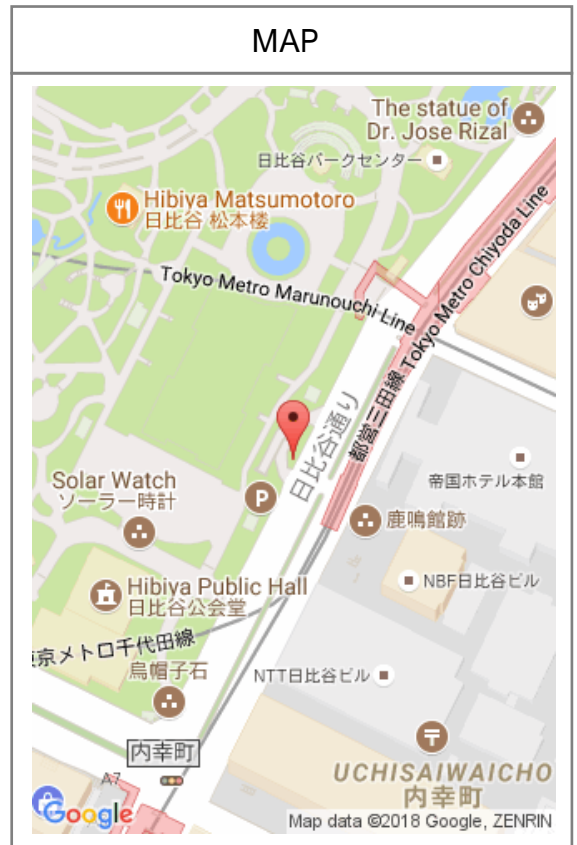 MAP
The statue of
Dr. Jose Rizal
日比谷パークセンター
Hibiya Matsumotoro
日比谷 松本楼
Tokyo Metro Marunouchi Line
都営三田線 Tokyo Metro Chiyoda Line
日比谷通り
Solar Watch
ソーラー時計
P
帝国ホテル本館
鹿鳴館跡
Hibiya Public Hall
日比谷公会堂
NBF日比谷ビル
京メトロ千代田線
烏帽子石
NTT日比谷ビル
内幸町
UCHISAIWAICHO
内幸町
A7
Google
Map data ©2018 Google, ZENRIN